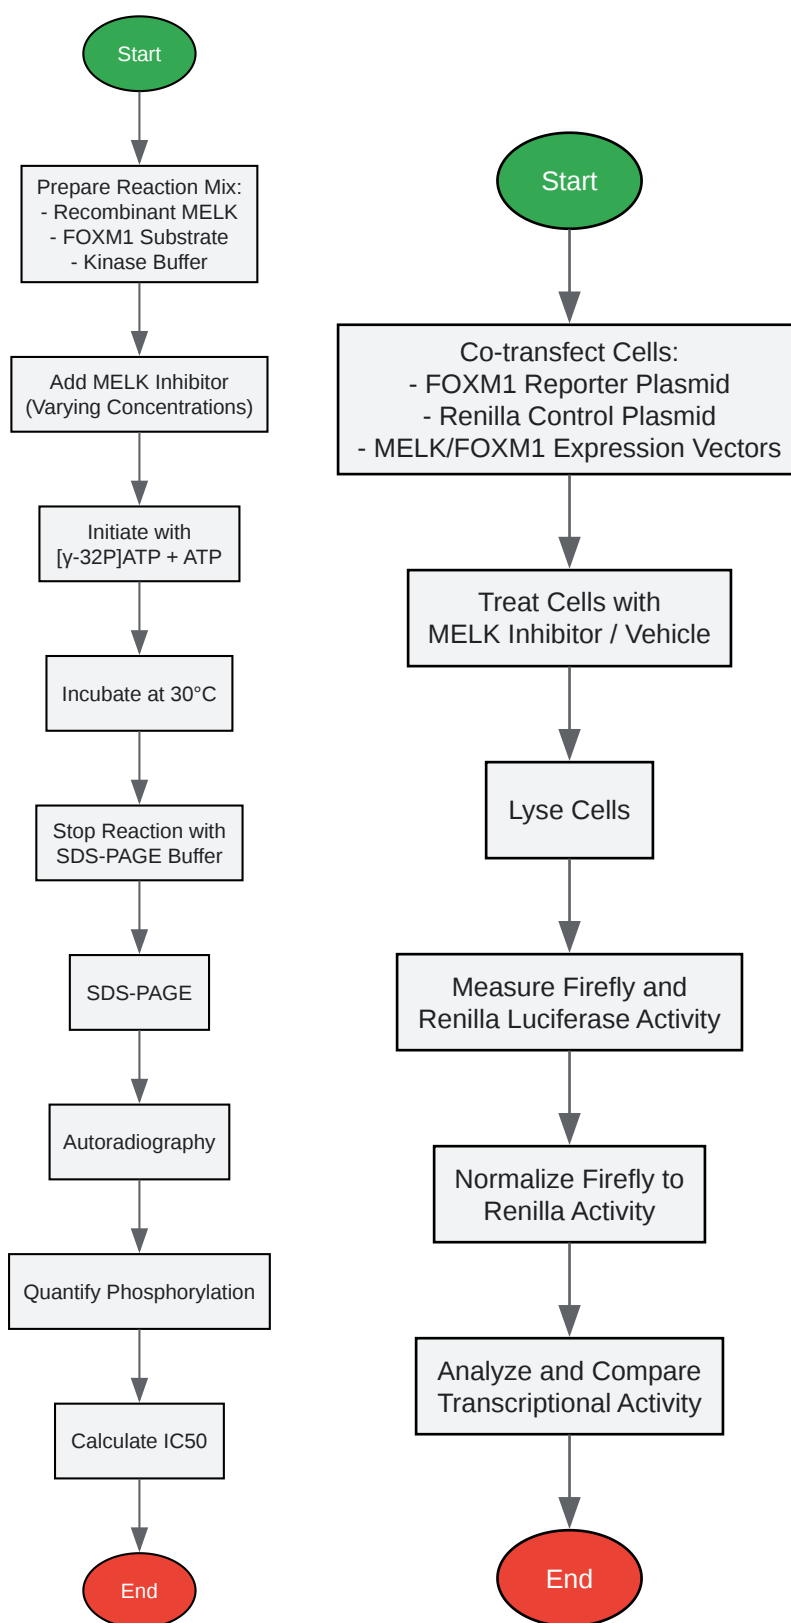 Start
Prepare Reaction Mix:
- Recombinant MELK
- FOXM1 Substrate
- Kinase Buffer
Add MELK Inhibitor
(Varying Concentrations)
Initiate with
[γ-32P]ATP + ATP
Incubate at 30°C
Stop Reaction with
SDS-PAGE Buffer
SDS-PAGE
Autoradiography
Quantify Phosphorylation
Calculate IC50
End
Start
Co-transfect Cells:
- FOXM1 Reporter Plasmid
- Renilla Control Plasmid
- MELK/FOXM1 Expression Vectors
Treat Cells with
MELK Inhibitor / Vehicle
Lyse Cells
Measure Firefly and
Renilla Luciferase Activity
Normalize Firefly to
Renilla Activity
Analyze and Compare
Transcriptional Activity
End